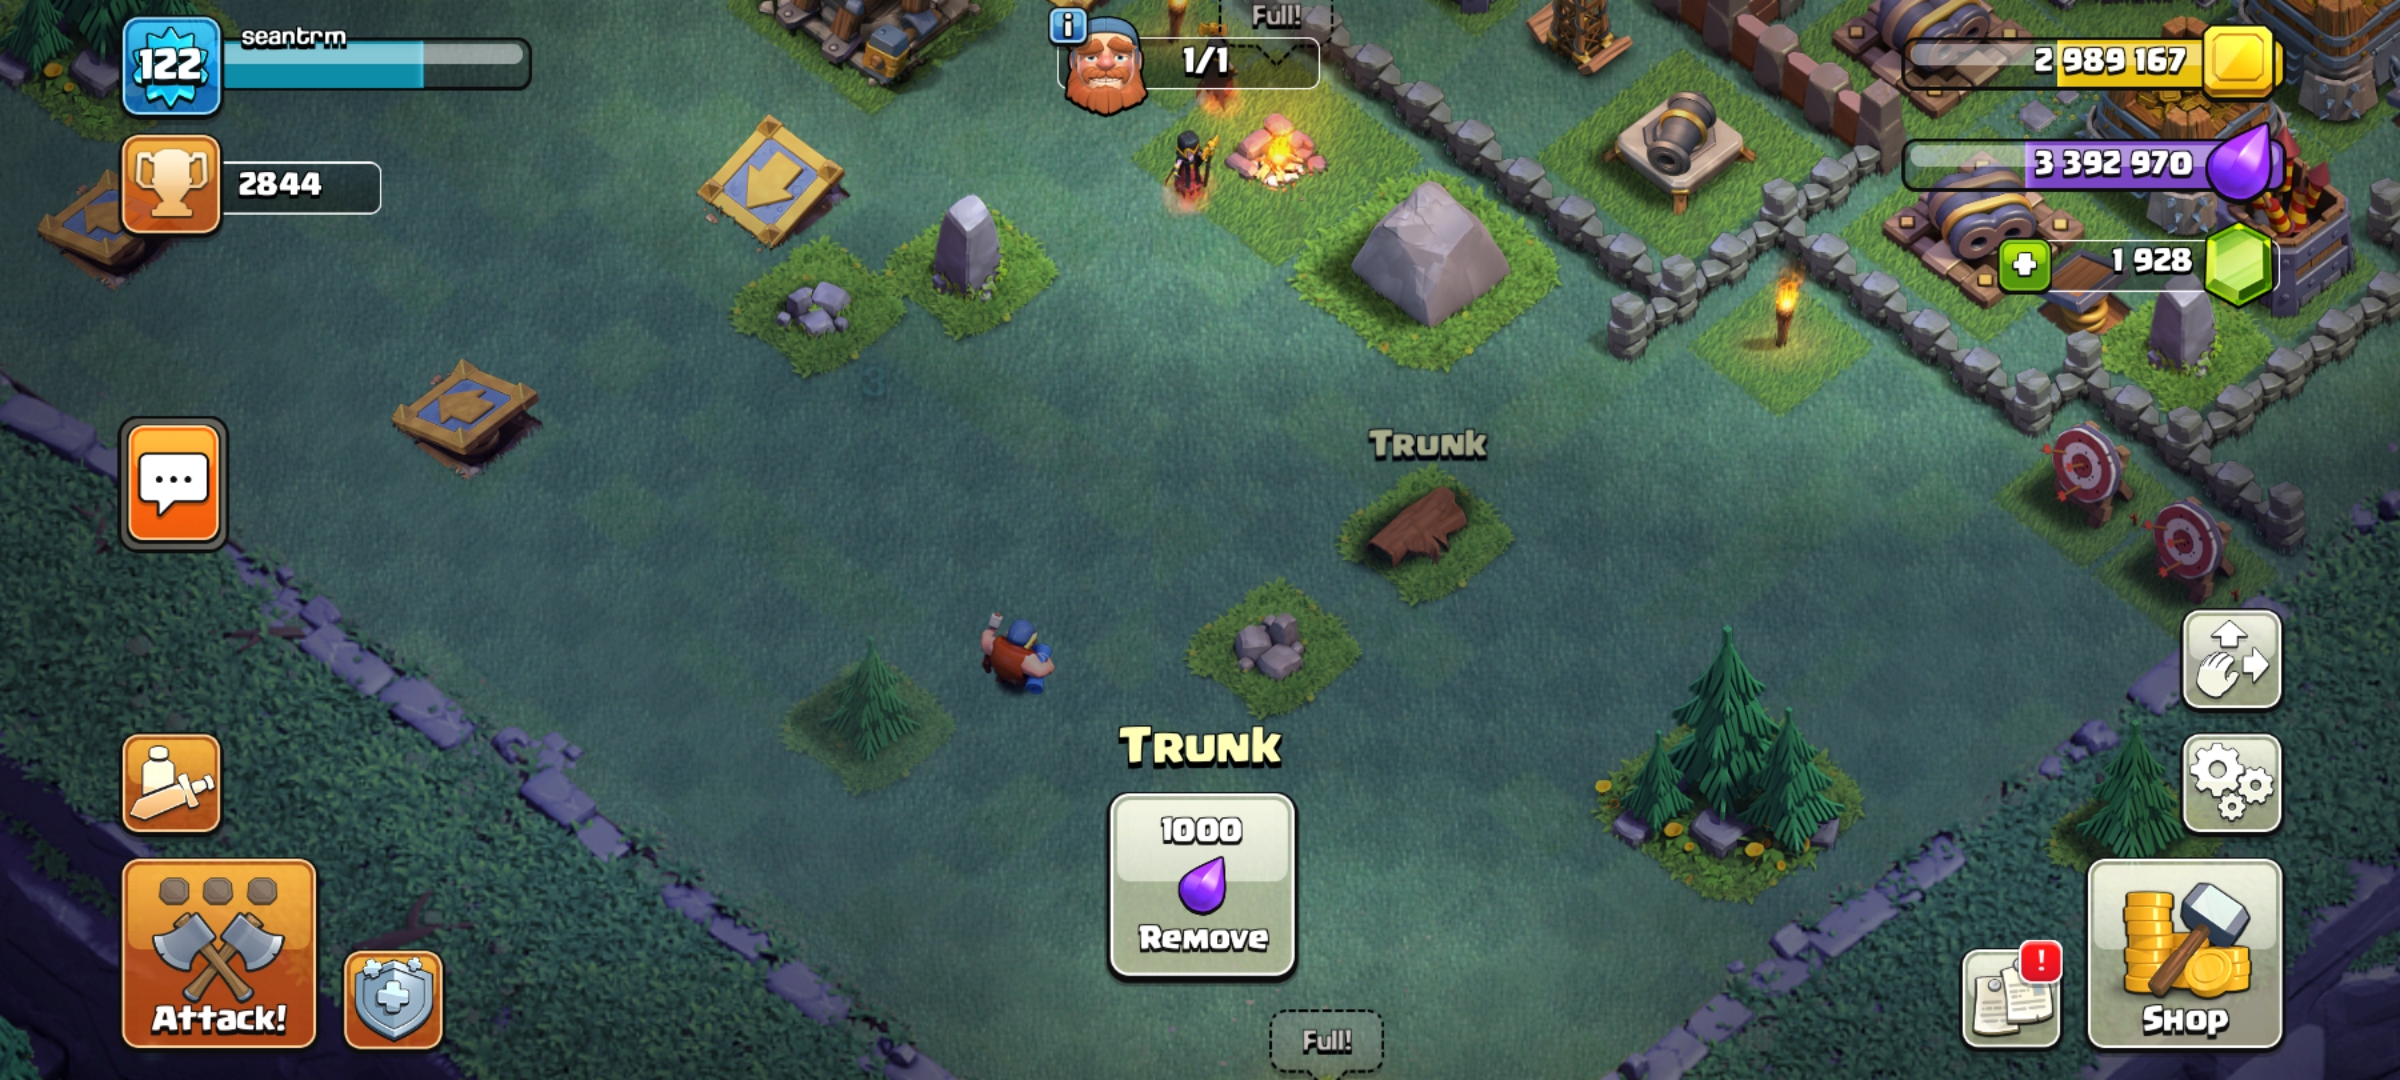 122
seantrm
2844
i
1/1
Full!
2 989 167
3 392 970
1 928
3
Trunk
Trunk
1000
Remove
Attack!
Full!
!
Shop